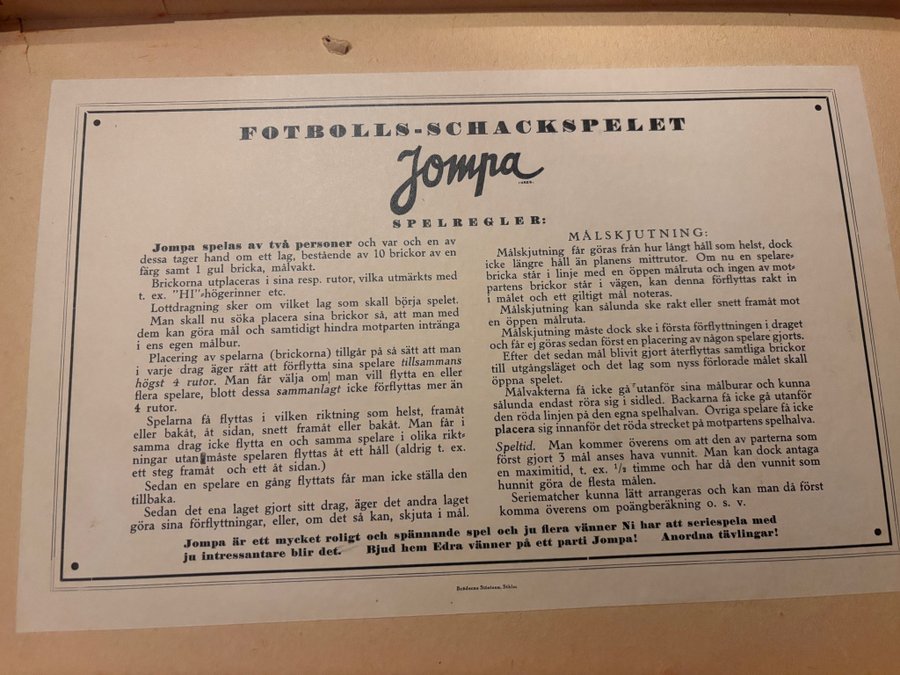 FOTBOLLS-SCHACKSPELET
Jompa
SPELREGLER:
Jompa spelas av två personer och var och en av
dessa tager hand om ett lag, bestående av 10 brickor av en
färg samt 1 gul bricka, målvakt.
Brickorna utplaceras i sina resp. rutor, vilka utmärkts med
t. ex. "HI"-högerinner etc.
Lottdragning sker om vilket lag som skall börja spelet.
Man skall nu söka placera sina brickor så, att man med
dem kan göra mål och samtidigt hindra motparten intränga
i ens egen målbur.
Placering av spelarna (brickorna) tillgår på så sätt att man
i varje drag äger rätt att förflytta sina spelare tillsammans
högst 4 rutor. Man får välja om man vill flytta en eller
flera spelare, blott dessa sammanlagt icke förflyttas mer än
4 rutor.
Spelarna få flyttas i vilken riktning som helst, framåt
eller bakåt, åt sidan, snett framåt eller bakåt. Man får i
samma drag icke flytta en och samma spelare i olika rikt-
ningar utan måste spelaren flyttas åt ett håll (aldrig t. ex.
ett steg framåt och ett åt sidan.)
Sedan en spelare en gång flyttats får man icke ställa den
tillbaka.
Sedan det ena laget gjort sitt drag, äger det andra laget
göra sina förflyttningar, eller, om det så kan, skjuta i mål.
MÅLSKJUTNING:
Målskjutning får göras från hur långt håll som helst, dock
icke längre håll än planens mittrutor. Om nu en spelare-
bricka står i linje med en öppen målruta och ingen av mot-
partens brickor står i vägen, kan denna förflyttas rakt in
i målet och ett giltigt mål noteras.
Målskjutning kan sålunda ske rakt eller snett framåt mot
en öppen målruta.
Målskjutning måste dock ske i första förflyttningen i draget
och får ej göras sedan först en placering av någon spelare gjorts.
Efter det sedan mål blivit gjort återflyttas samtliga brickor
till utgångsläget och det lag som nyss förlorade målet skall
öppna spelet.
Målvakterna få icke gå utanför sina målburar och kunna
sålunda endast röra sig i sidled. Backarna få icke gå utanför
den röda linjen på den egna spelhalvan. Övriga spelare få icke
placera sig innanför det röda strecket på motpartens spelhalva.
Speltid. Man kommer överens om att den av parterna som
först gjort 3 mål anses hava vunnit. Man kan dock antaga
en maximitid, t. ex. 1/2 timme och har då den vunnit som
hunnit göra de flesta målen.
Seriematcher kunna lätt arrangeras och kan man då först
komma överens om poängberäkning o. s. v.
Jompa är ett mycket roligt och spännande spel och ju flera vänner Ni har att seriespela med
ju intressantare blir det. Bjud hem Edra vänner på ett parti Jompa! Anordna tävlingar!